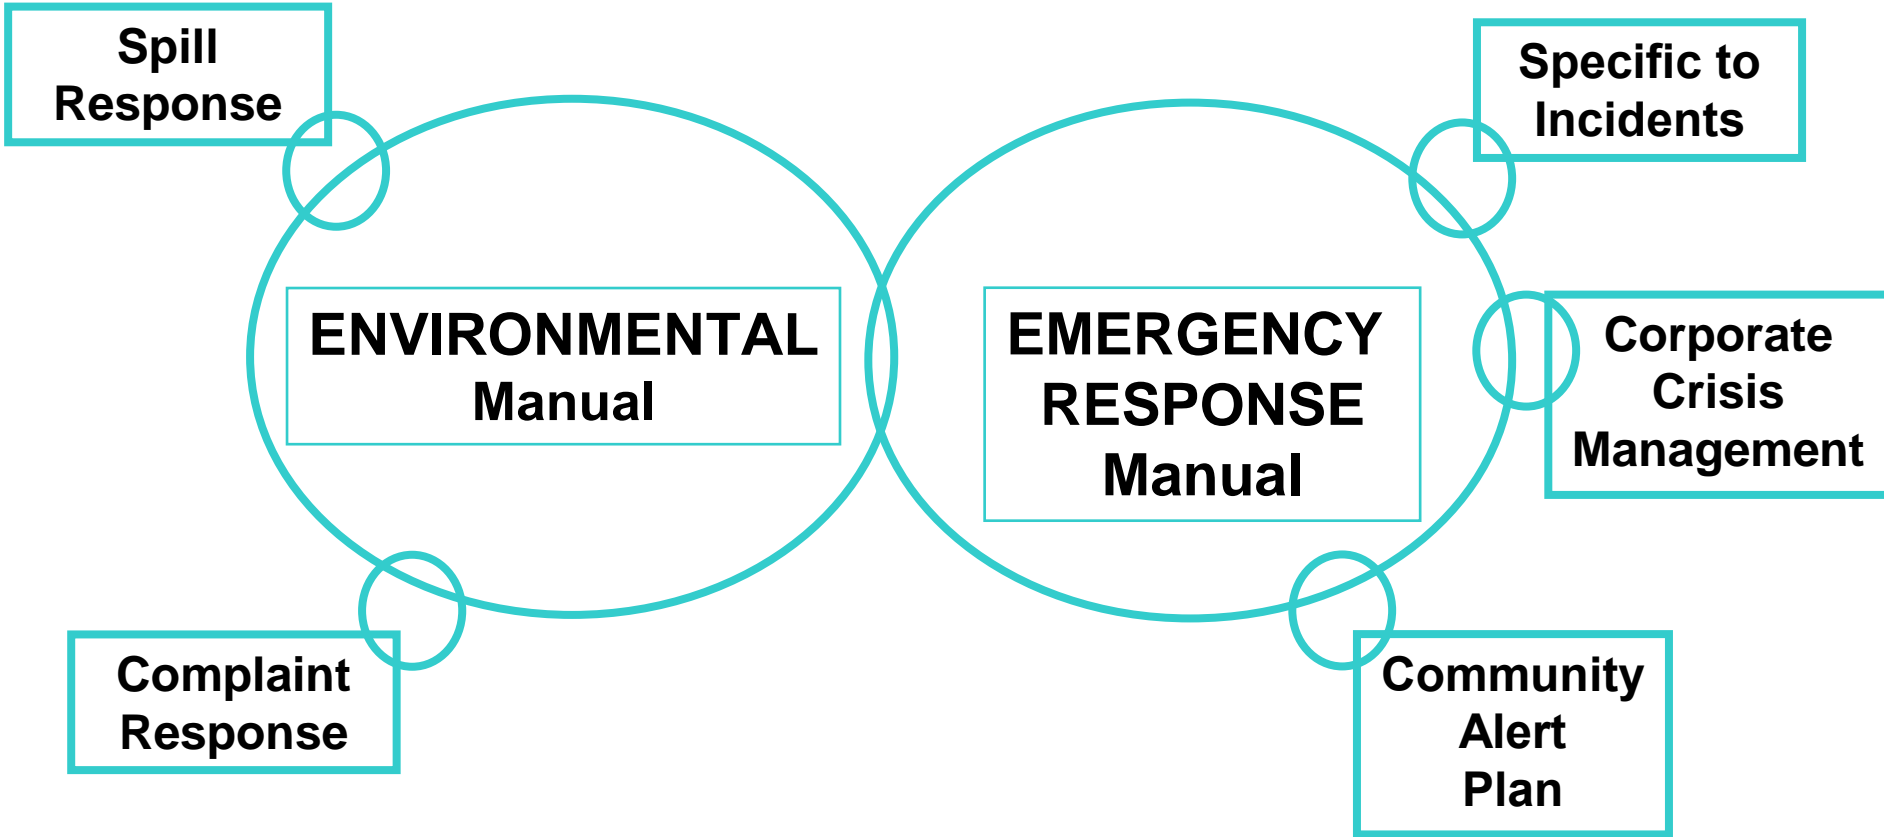 Spill
Response
Specific to
Incidents
ENVIRONMENTAL
Manual
EMERGENCY
RESPONSE
Manual
Corporate
Crisis
Management
Complaint
Response
Community
Alert
Plan